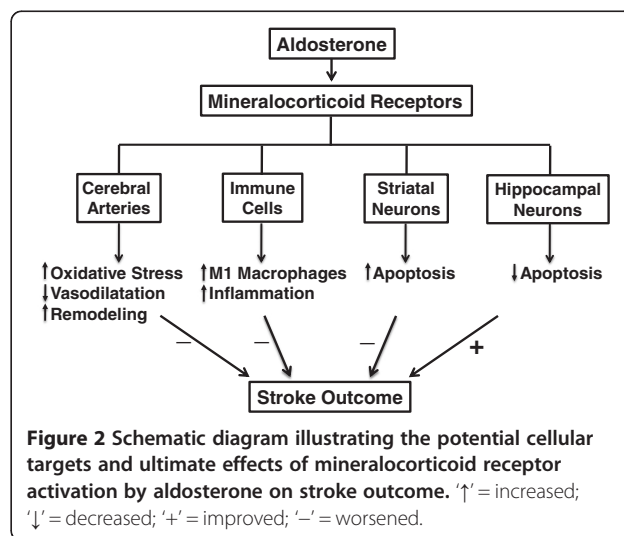 Aldosterone
Mineralocorticoid Receptors
Cerebral Arteries
Immune Cells
Striatal Neurons
Hippocampal Neurons
↑Oxidative Stress
↓Vasodilatation
↑Remodeling
↑M1 Macrophages
↑Inflammation
↑Apoptosis
↓Apoptosis
− − − +
Stroke Outcome
Figure 2 Schematic diagram illustrating the potential cellular
targets and ultimate effects of mineralocorticoid receptor
activation by aldosterone on stroke outcome. ‘↑’ = increased;
‘↓’ = decreased; ‘+’ = improved; ‘−’ = worsened.